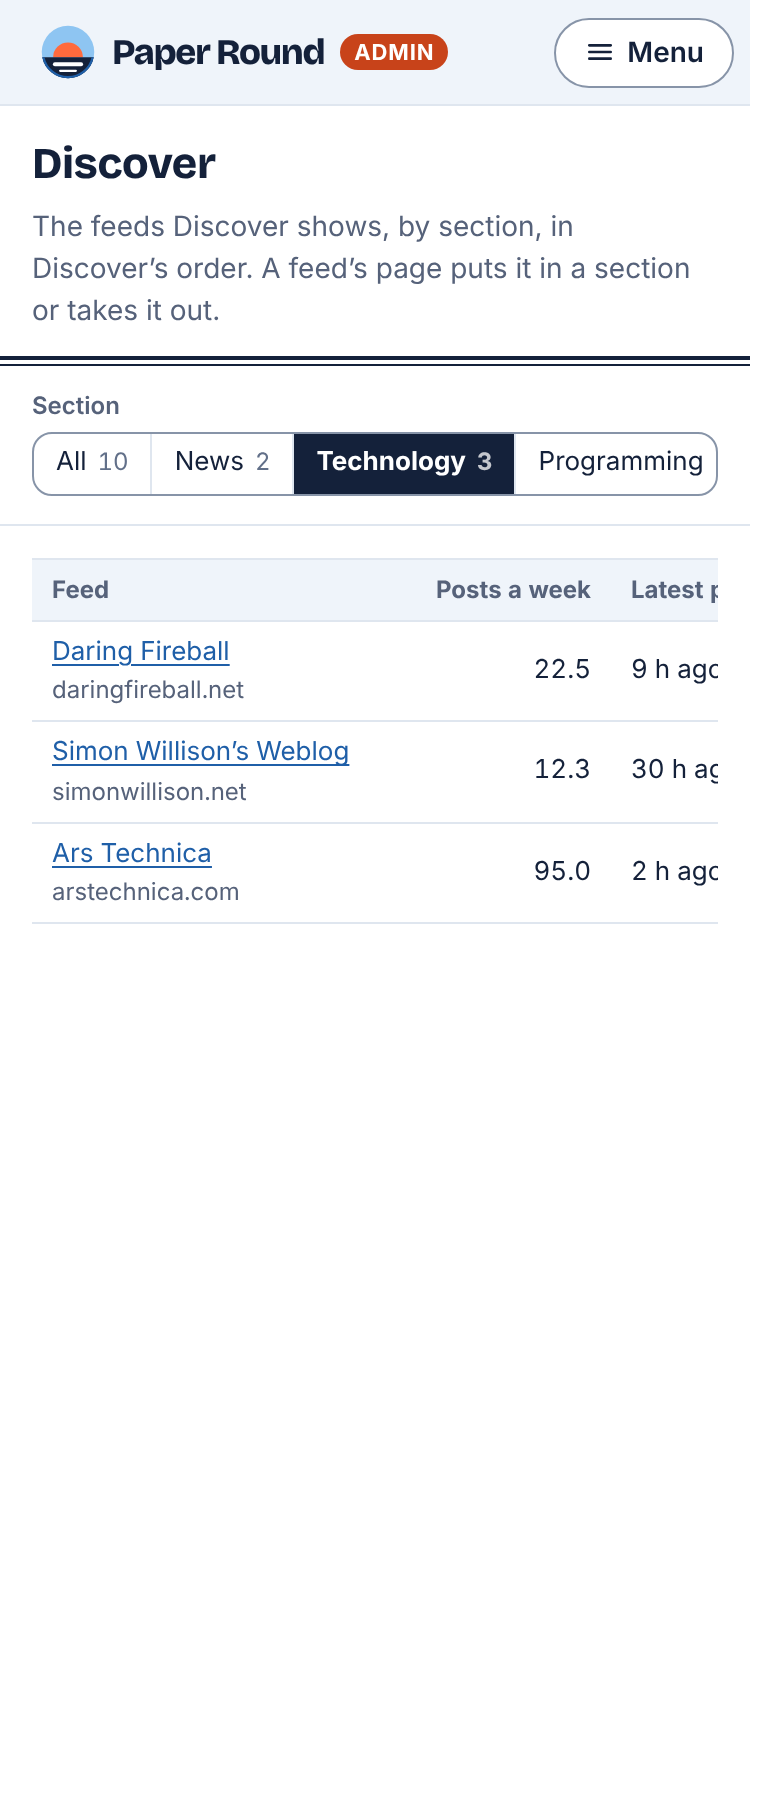 Paper Round ADMIN Menu
Discover
The feeds Discover shows, by section, in
Discover’s order. A feed’s page puts it in a section
or takes it out.
Section
All 10 News 2 Technology 3 Programming
Feed Posts a week Latest
Daring Fireball
daringfireball.net
22.5 9 h ago
Simon Willison’s Weblog
simonwillison.net
12.3 30 h
Ars Technica
arstechnica.com
95.0 2 h ago